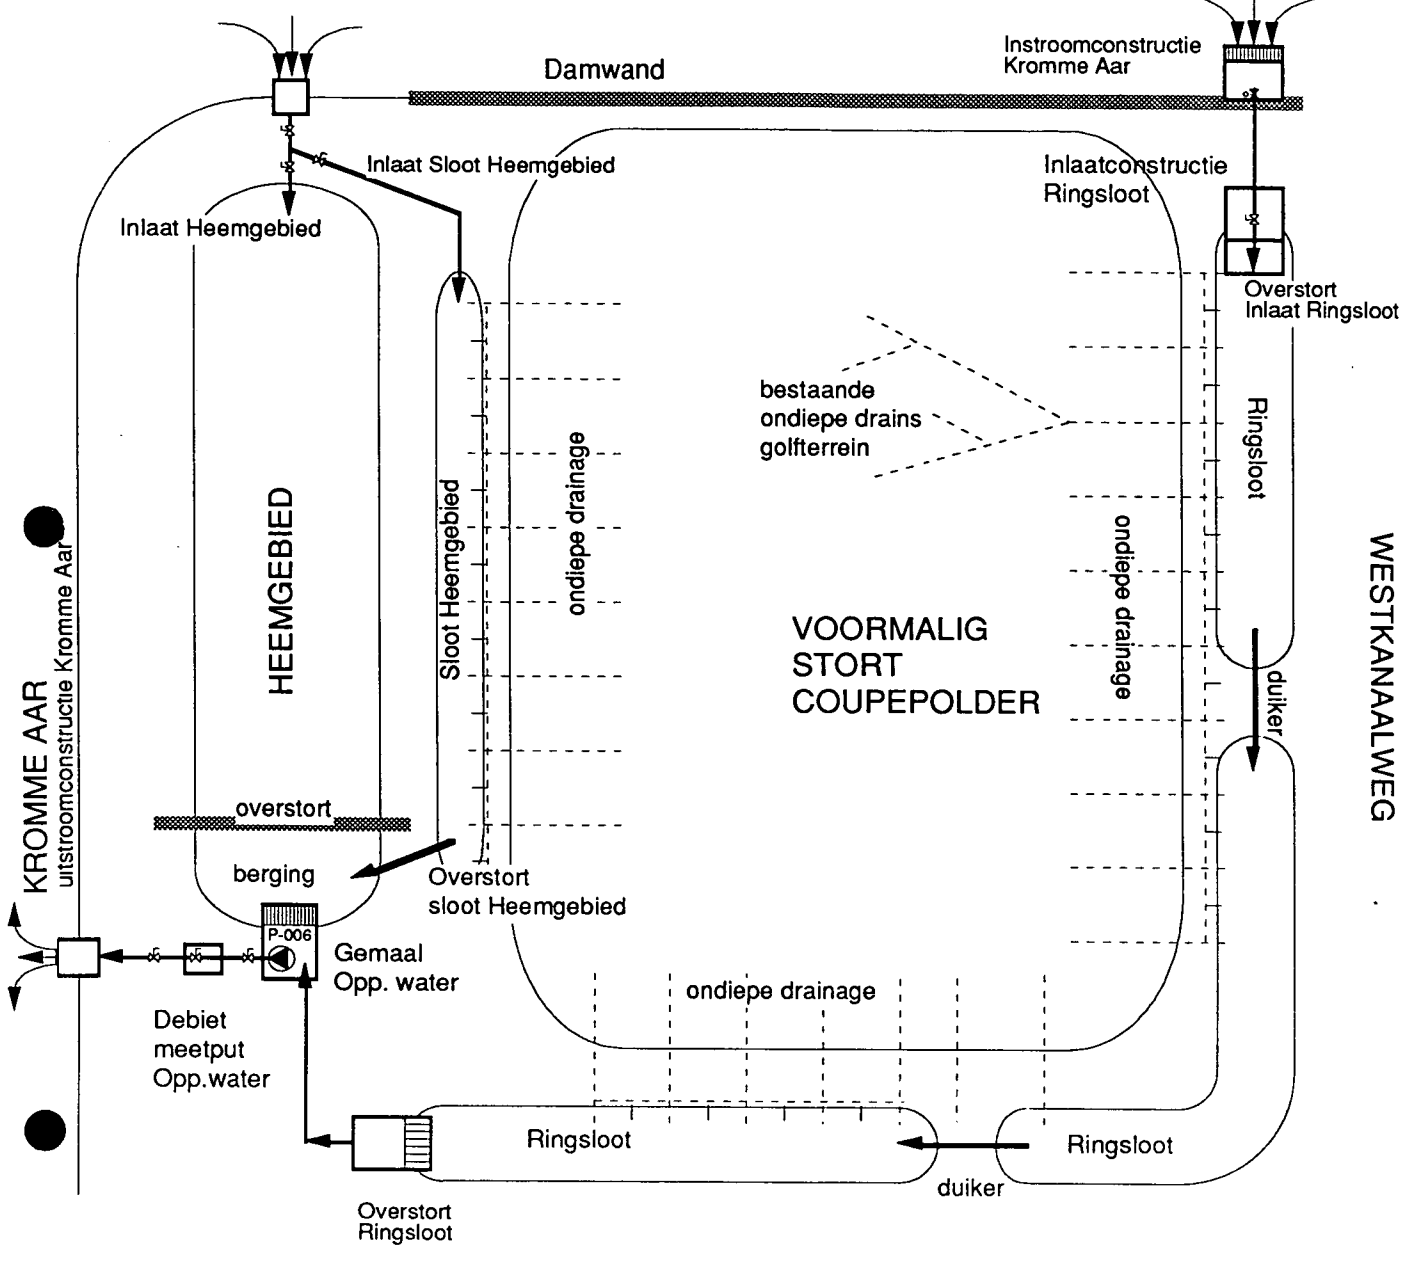 Instroomconstructie
Kromme Aar
Damwand
Inlaat Sloot Heemgebied
Inlaatconstructie
Ringsloot
Inlaat Heemgebied
Overstort
Inlaat Ringsloot
bestaande
ondiepe drains
golfterrein
Ringsloot
ondiepe drainage
Sloot Heemgebied
HEEMGEBIED
ondiepe drainage
WESTKANAALWEG
KROMME AAR
uitstroomconstructie Kromme Aar
VOORMALIG
STORT
COUPEPOLDER
duiker
overstort
berging
Overstort
sloot Heemgebied
P-006
Gemaal
Opp. water
ondiepe drainage
Debiet
meetput
Opp.water
Ringsloot
Ringsloot
duiker
Overstort
Ringsloot